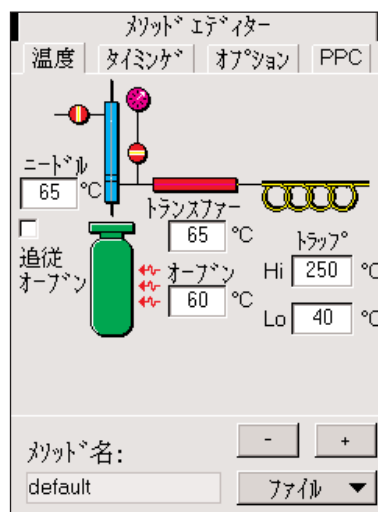 ﾒｿｯﾄﾞ ｴﾃﾞｨﾀｰ
温度 ﾀｲﾐﾝｸﾞ ｵﾌﾟｼｮﾝ PPC
ﾆｰﾄﾞﾙ
65 °C
ﾄﾗﾝｽﾌｧｰ
65 °C
追従
ｵｰﾌﾞﾝ
ｵｰﾌﾞﾝ
60 °C
ﾄﾗｯﾌﾟ
Hi 250 °C
Lo 40 °C
ﾒｿｯﾄﾞ名:
- +
default
ﾌｧｲﾙ ▼